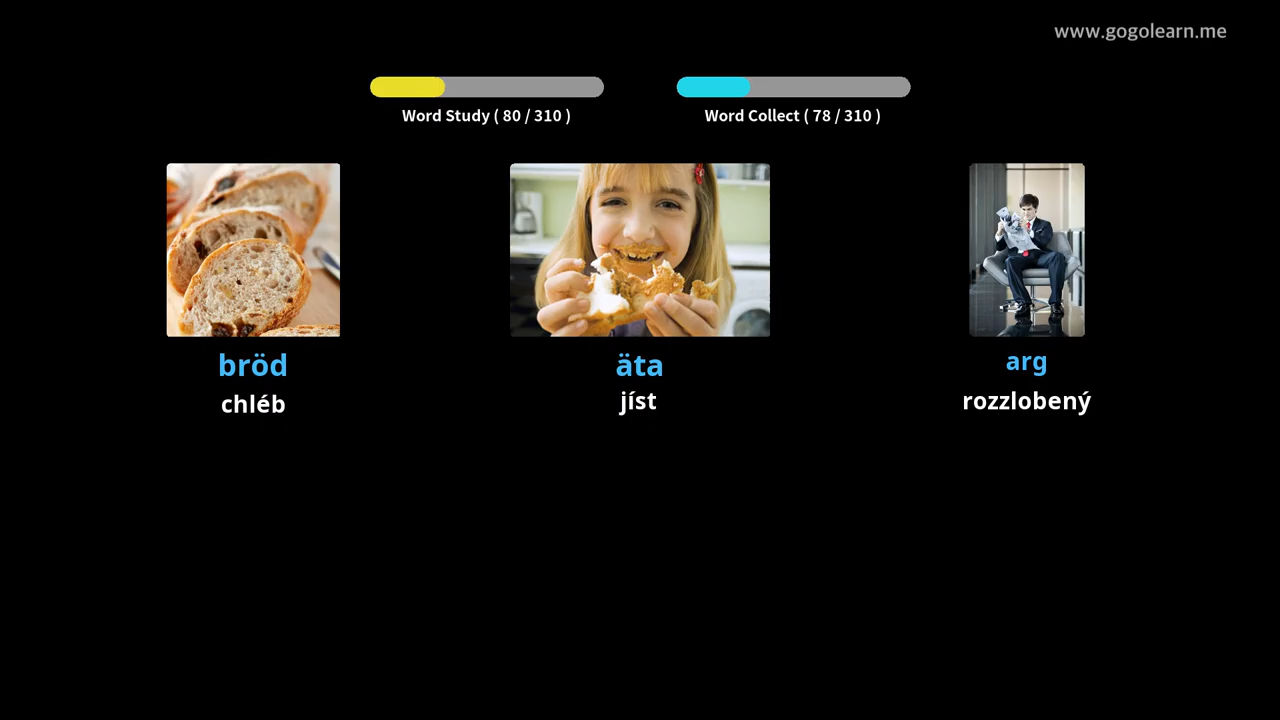 www.gogolearn.me
Word Study ( 80 / 310 )
Word Collect ( 78 / 310 )
bröd
äta
arg
chléb
jíst
rozzlobený